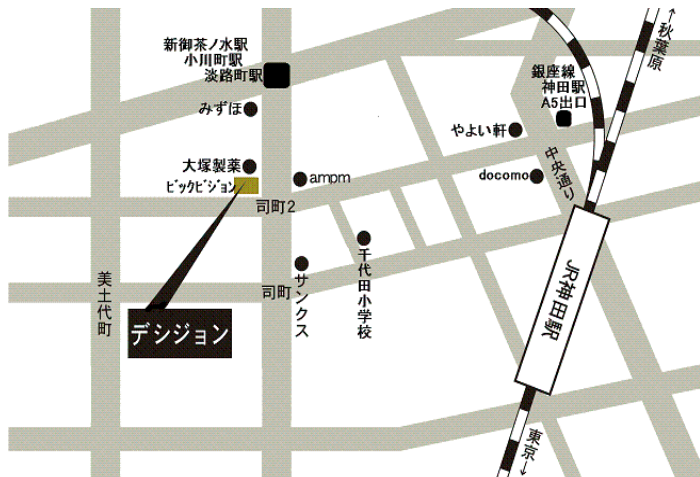 新御茶ノ水駅
小川町駅
淡路町駅
みずほ
大塚製薬
ビックビジョン
ampm
司町2
美土代町
デシジョン
司町
サンクス
千代田小学校
やよい軒
銀座線
神田駅
A5出口
docomo
中央通り
←秋葉原
JR神田駅
東京→